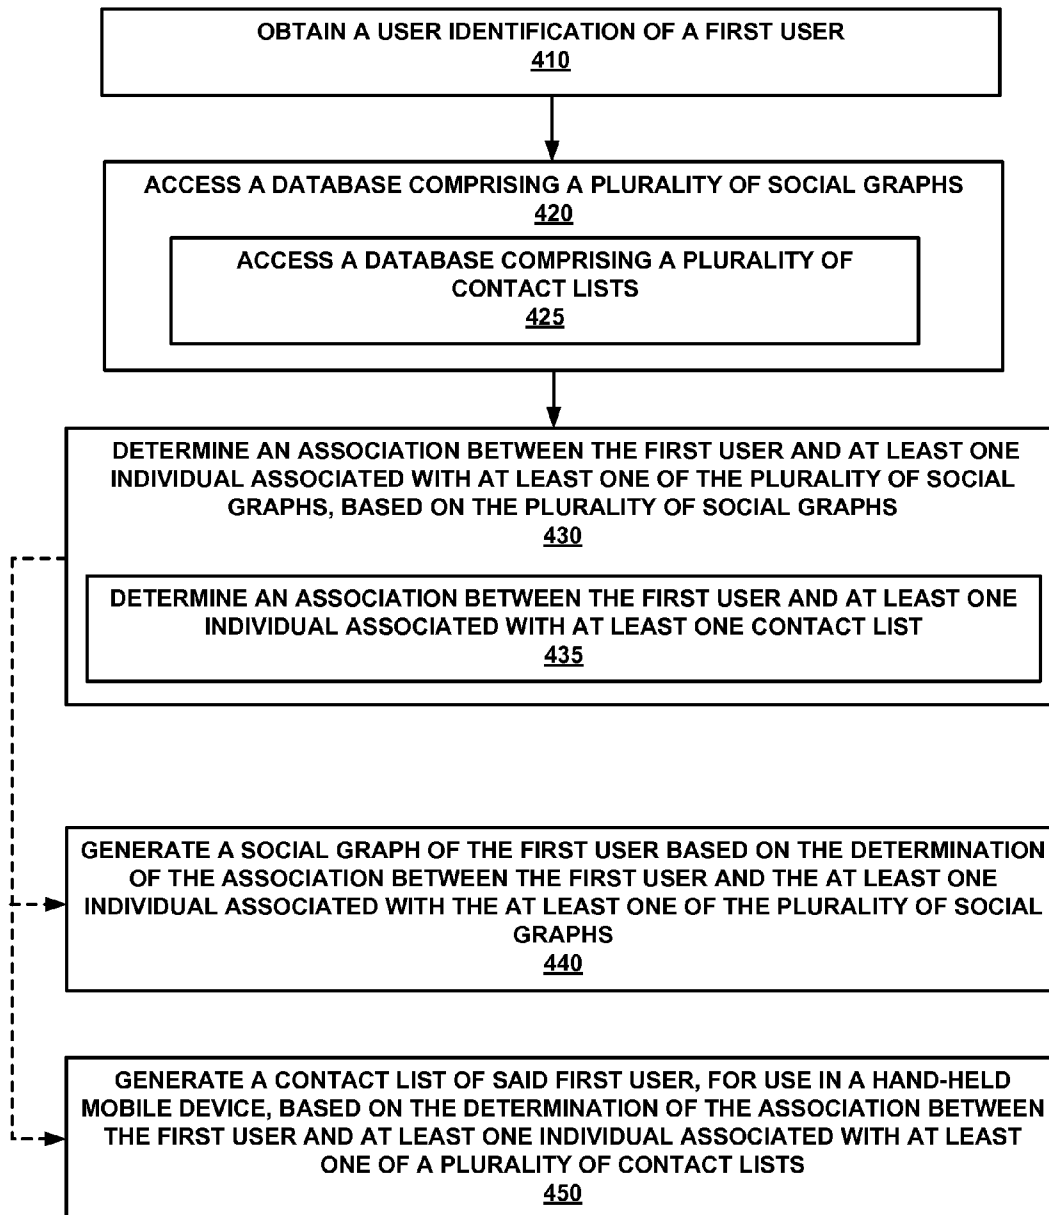 OBTAIN A USER IDENTIFICATION OF A FIRST USER
410
ACCESS A DATABASE COMPRISING A PLURALITY OF SOCIAL GRAPHS
420
ACCESS A DATABASE COMPRISING A PLURALITY OF
CONTACT LISTS
425
DETERMINE AN ASSOCIATION BETWEEN THE FIRST USER AND AT LEAST ONE
INDIVIDUAL ASSOCIATED WITH AT LEAST ONE OF THE PLURALITY OF SOCIAL
GRAPHS, BASED ON THE PLURALITY OF SOCIAL GRAPHS
430
DETERMINE AN ASSOCIATION BETWEEN THE FIRST USER AND AT LEAST ONE
INDIVIDUAL ASSOCIATED WITH AT LEAST ONE CONTACT LIST
435
GENERATE A SOCIAL GRAPH OF THE FIRST USER BASED ON THE DETERMINATION
OF THE ASSOCIATION BETWEEN THE FIRST USER AND THE AT LEAST ONE
INDIVIDUAL ASSOCIATED WITH THE AT LEAST ONE OF THE PLURALITY OF SOCIAL
GRAPHS
440
GENERATE A CONTACT LIST OF SAID FIRST USER, FOR USE IN A HAND-HELD
MOBILE DEVICE, BASED ON THE DETERMINATION OF THE ASSOCIATION BETWEEN
THE FIRST USER AND AT LEAST ONE INDIVIDUAL ASSOCIATED WITH AT LEAST
ONE OF A PLURALITY OF CONTACT LISTS
450